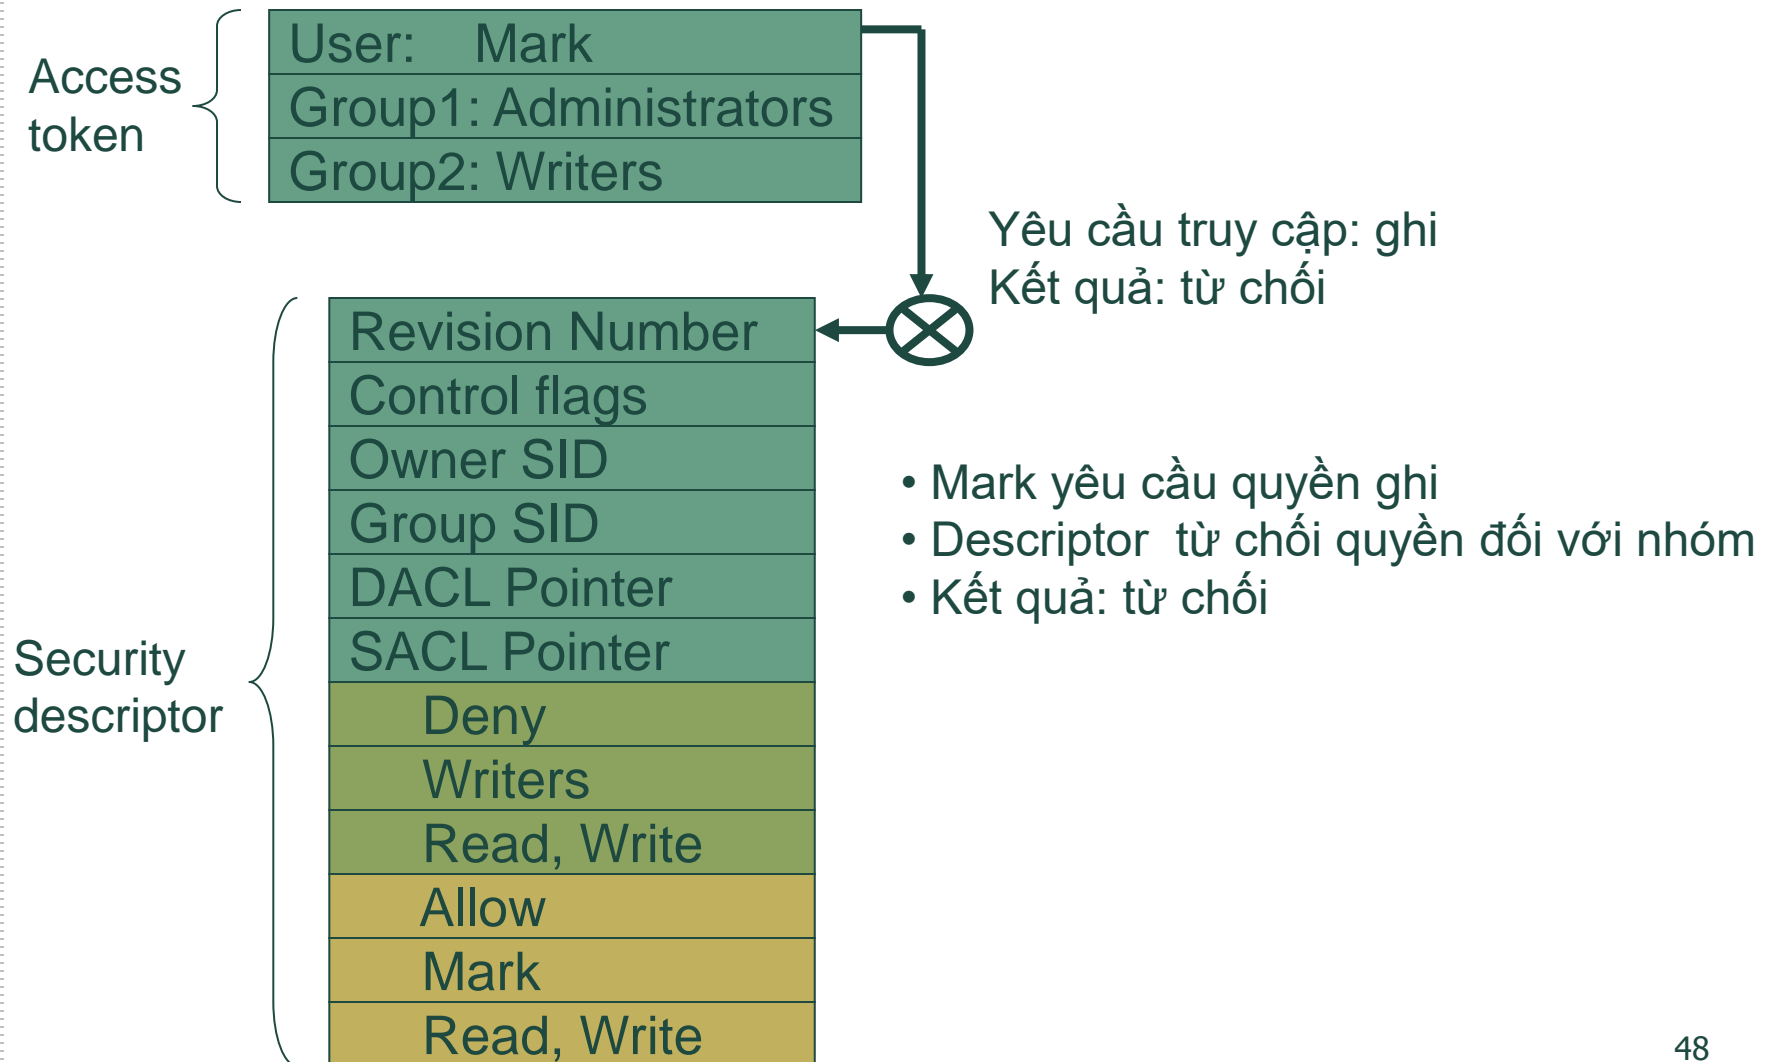 Access
token
User: Mark
Group1: Administrators
Group2: Writers
Yêu cầu truy cập: ghi
Kết quả: từ chối
Security
descriptor
Revision Number
Control flags
Owner SID
Group SID
DACL Pointer
SACL Pointer
Deny
Writers
Read, Write
Allow
Mark
Read, Write
• Mark yêu cầu quyền ghi
• Descriptor từ chối quyền đối với nhóm
• Kết quả: từ chối
48